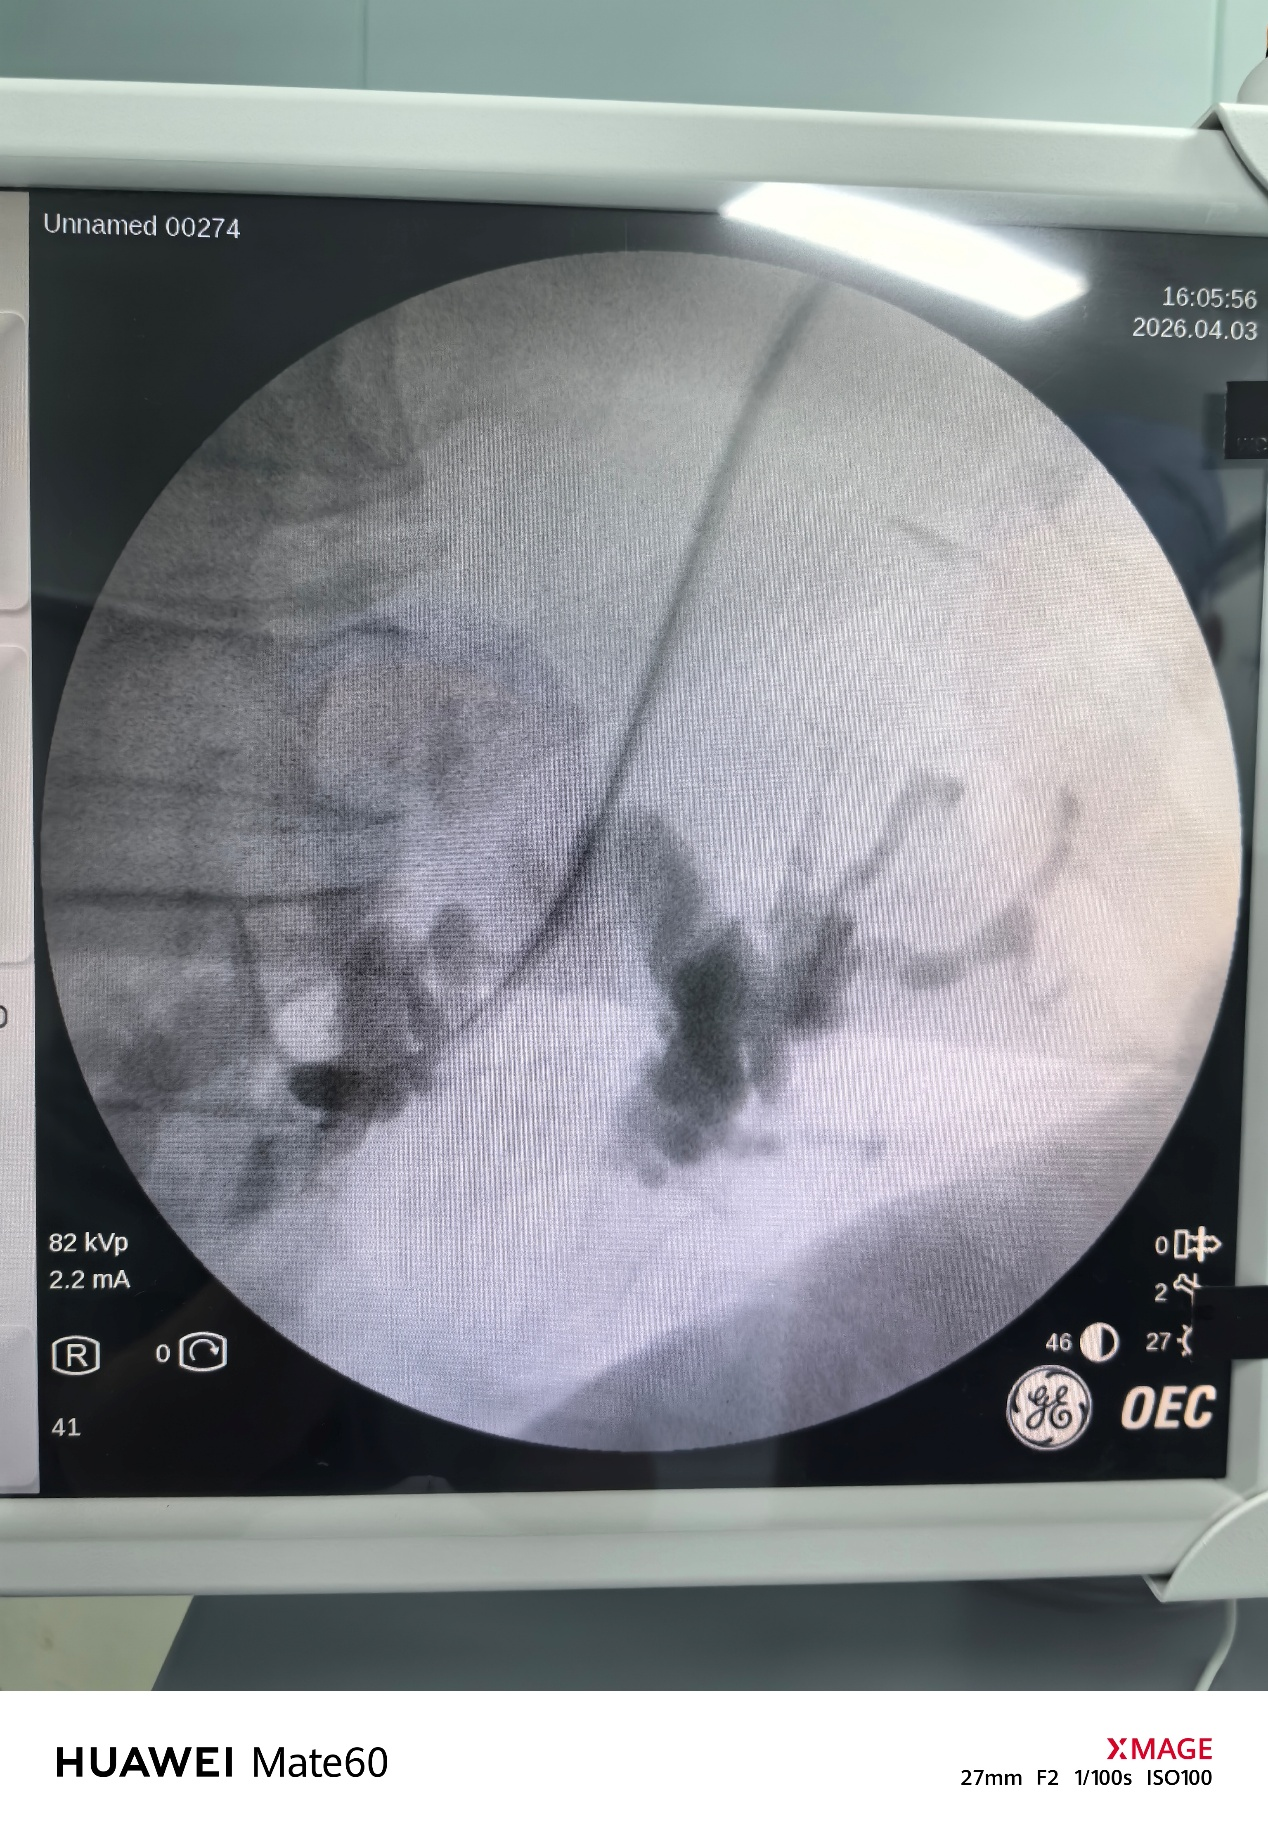 Unnamed 00274
16:05:56
2026.04.03
82 kVp
2.2 mA
R
0
41
0
2
46
27
GE
OEC
HUAWEI Mate60
XMAGE
27mm F2 1/100s ISO100